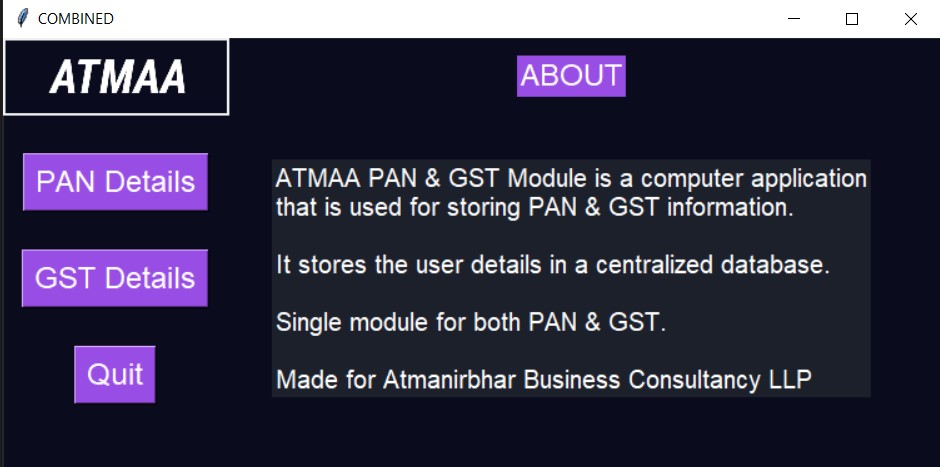 COMBINED
ATMAA
ABOUT
PAN Details
GST Details
Quit
ATMAA PAN & GST Module is a computer application
that is used for storing PAN & GST information.
It stores the user details in a centralized database.
Single module for both PAN & GST.
Made for Atmanirbhar Business Consultancy LLP